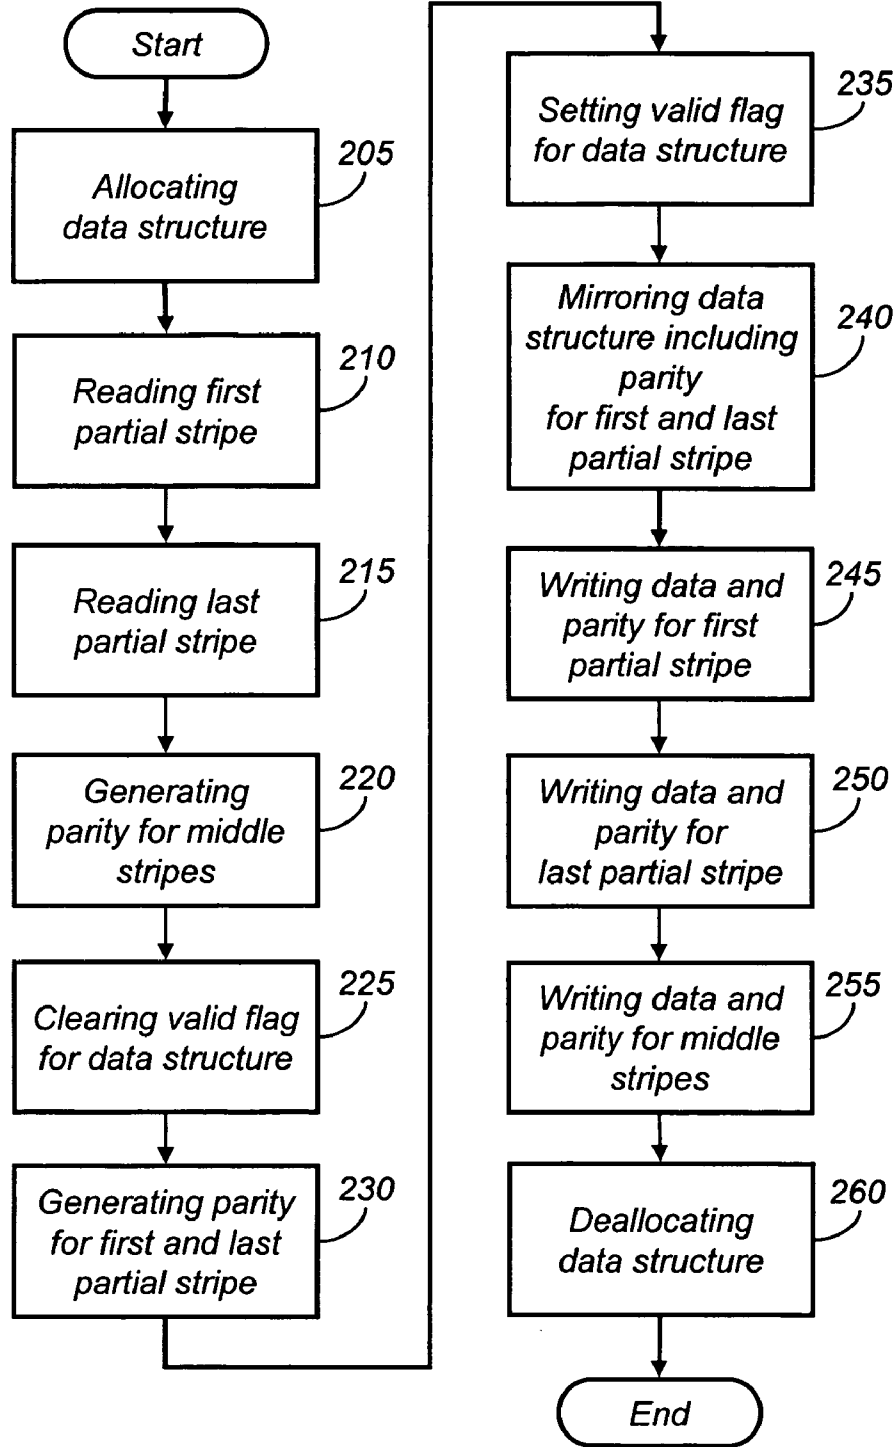 Start
205
Allocating
data structure
210
Reading first
partial stripe
215
Reading last
partial stripe
220
Generating
parity for middle
stripes
225
Clearing valid flag
for data structure
230
Generating parity
for first and last
partial stripe
235
Setting valid flag
for data structure
240
Mirroring data
structure including
parity
for first and last
partial stripe
245
Writing data and
parity for first
partial stripe
250
Writing data and
parity for
last partial stripe
255
Writing data and
parity for middle
stripes
260
Deallocating
data structure
End